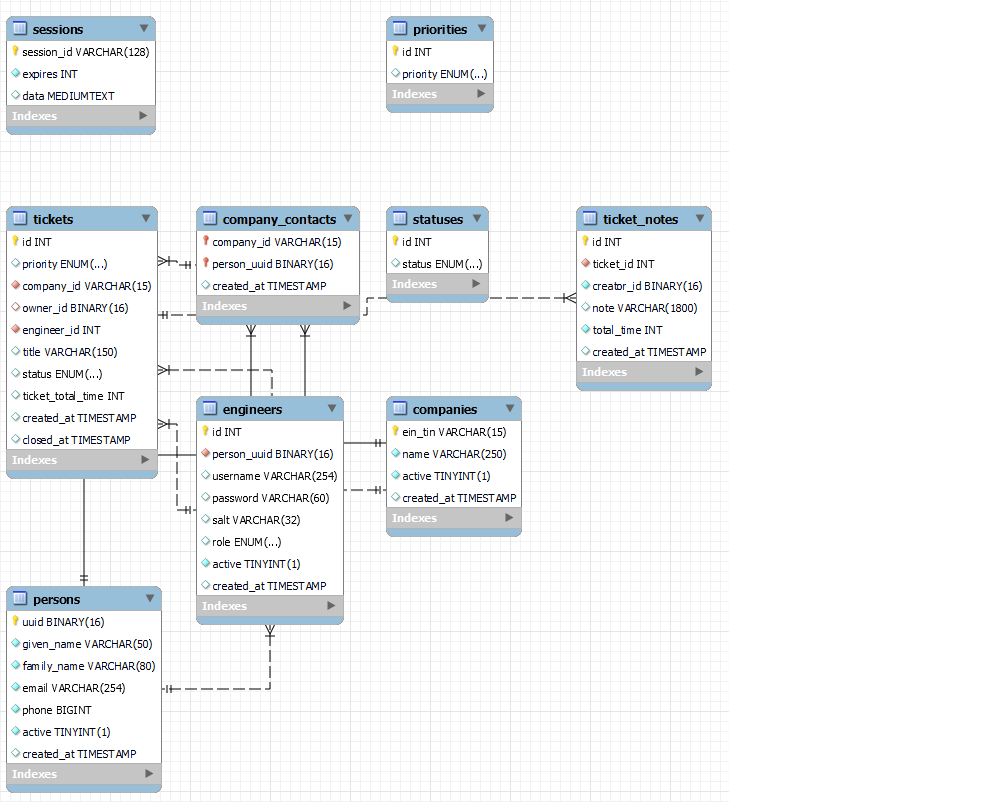 sessions
session_id VARCHAR(128)
expires INT
data MEDIUMTEXT
Indexes
priorities
id INT
priority ENUM(...)
Indexes
tickets
id INT
priority ENUM(...)
company_id VARCHAR(15)
owner_id BINARY(16)
engineer_id INT
title VARCHAR(150)
status ENUM(...)
ticket_total_time INT
created_at TIMESTAMP
closed_at TIMESTAMP
Indexes
company_contacts
company_id VARCHAR(15)
person_uuid BINARY(16)
created_at TIMESTAMP
Indexes
statuses
id INT
status ENUM(...)
Indexes
ticket_notes
id INT
ticket_id INT
creator_id BINARY(16)
note VARCHAR(1800)
total_time INT
created_at TIMESTAMP
Indexes
engineers
id INT
person_uuid BINARY(16)
username VARCHAR(254)
password VARCHAR(60)
salt VARCHAR(32)
role ENUM(...)
active TINYINT(1)
created_at TIMESTAMP
Indexes
companies
ein_tin VARCHAR(15)
name VARCHAR(250)
active TINYINT(1)
created_at TIMESTAMP
Indexes
persons
uuid BINARY(16)
given_name VARCHAR(50)
family_name VARCHAR(80)
email VARCHAR(254)
phone BIGINT
active TINYINT(1)
created_at TIMESTAMP
Indexes